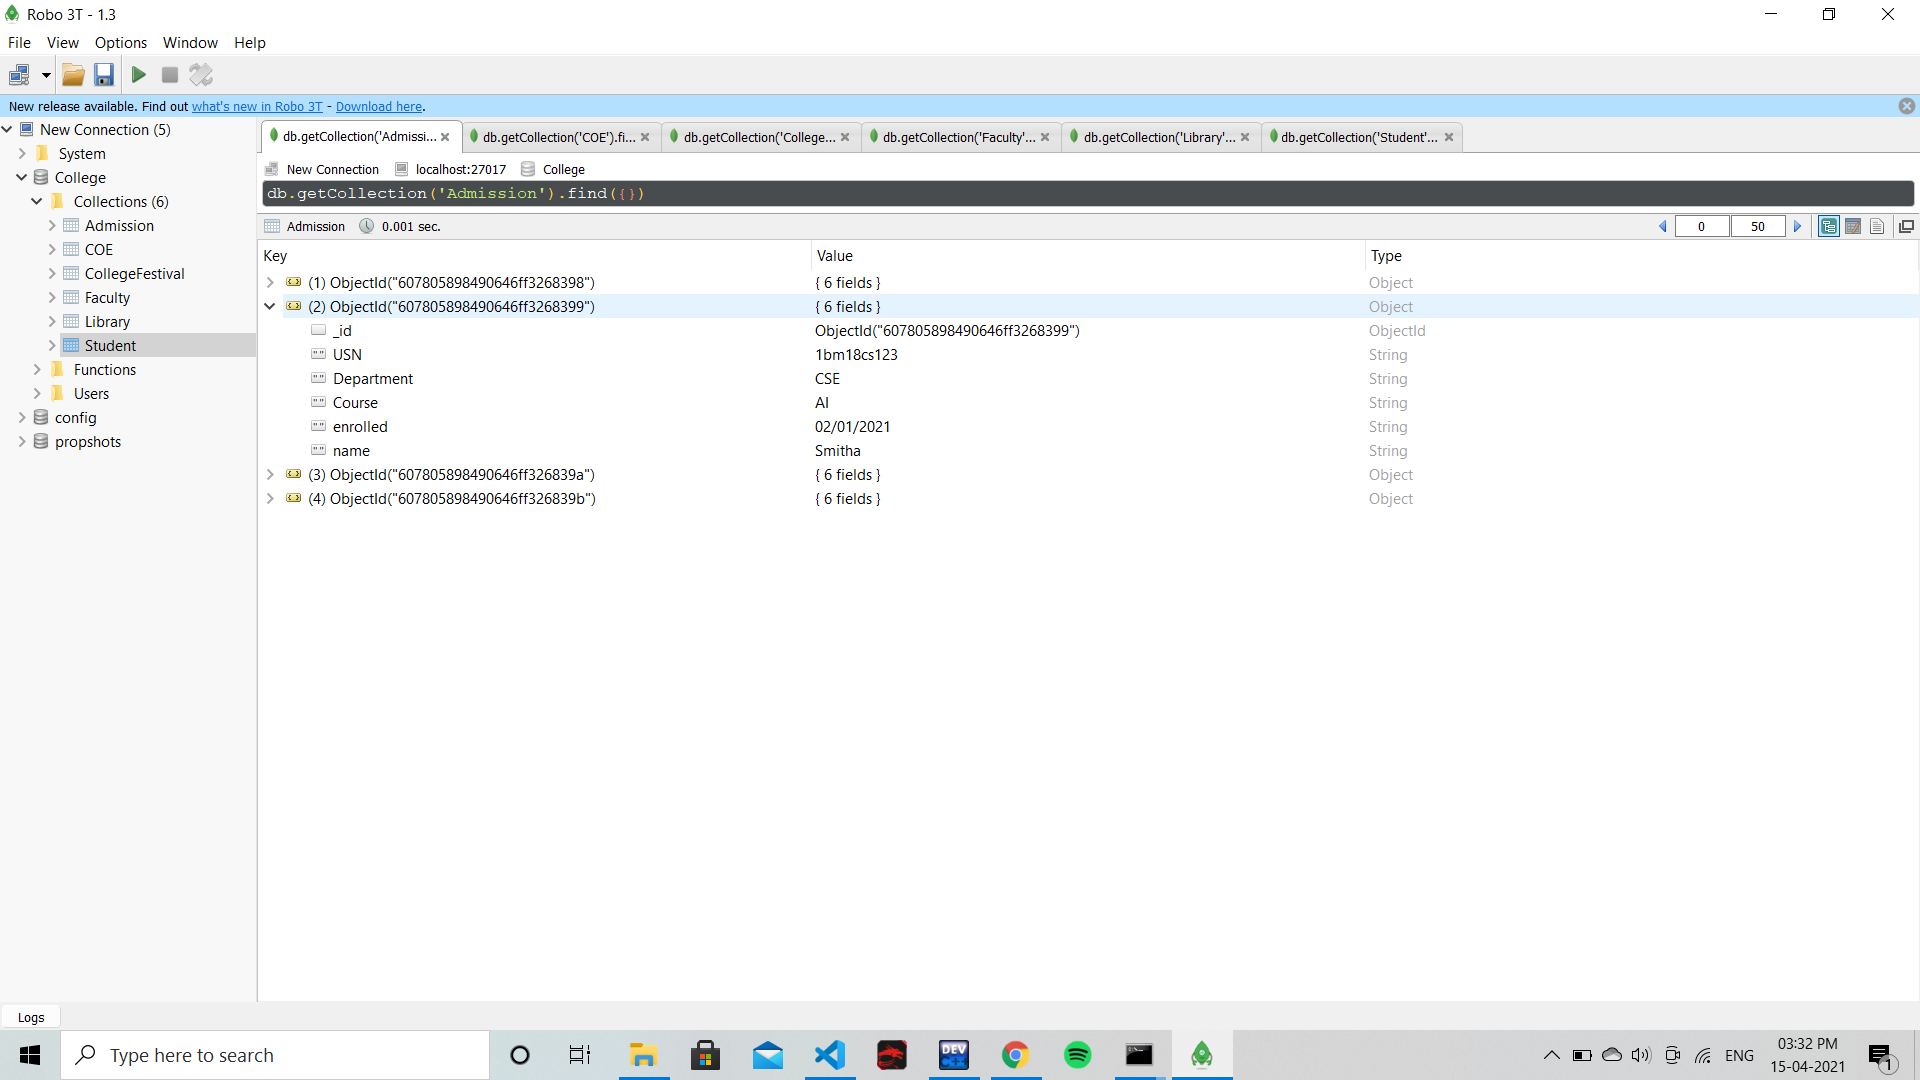 Robo 3T - 1.3
File View Options Window Help
New release available. Find out what's new in Robo 3T - Download here.
New Connection (5)
System
College
Collections (6)
Admission
COE
CollegeFestival
Faculty
Library
Student
Functions
Users
config
propshots
db.getCollection('Admissi... db.getCollection('COE').fi... db.getCollection('College... db.getCollection('Faculty'... db.getCollection('Library'... db.getCollection('Student'...
New Connection localhost:27017 College
db.getCollection('Admission').find({})
Admission 0.001 sec. 0 50
Key Value Type
(1) ObjectId("607805898490646ff3268398") { 6 fields } Object
(2) ObjectId("607805898490646ff3268399") { 6 fields } Object
_id ObjectId("607805898490646ff3268399") ObjectId
USN 1bm18cs123 String
Department CSE String
Course AI String
enrolled 02/01/2021 String
name Smitha String
(3) ObjectId("607805898490646ff326839a") { 6 fields } Object
(4) ObjectId("607805898490646ff326839b") { 6 fields } Object
Logs
Type here to search
DEV C++
ENG
03:32 PM
15-04-2021
1